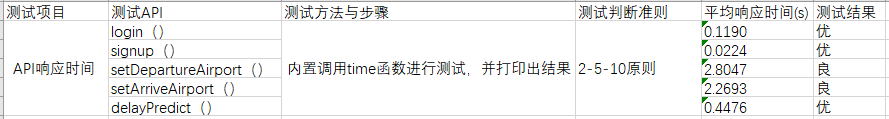 测试项目 测试API 测试方法与步骤 测试判断准则 平均响应时间(s) 测试结果
login（） 0.1190 优
signup（） 0.0224 优
API响应时间 setDepartureAirport（） 内置调用time函数进行测试，并打印出结果 2-5-10原则 2.8047 良
setArriveAirport（） 2.2693 良
delayPredict（） 0.4476 优